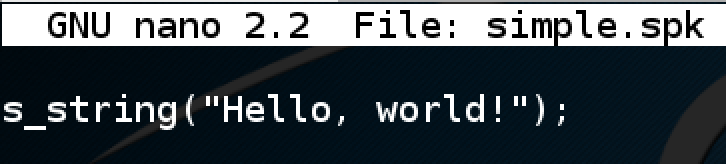 GNU nano 2.2 File: simple.spk
s_string("Hello, world!");